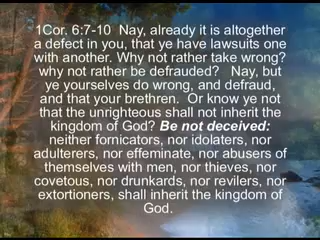 1Cor. 6:7-10  Nay, already it is altogether
a defect in you, that ye have lawsuits one
with another. Why not rather take wrong?
why not rather be defrauded?   Nay, but
ye yourselves do wrong, and defraud,
and that your brethren.  Or know ye not
that the unrighteous shall not inherit the
kingdom of God? Be not deceived:
neither fornicators, nor idolaters, nor
adulterers, nor effeminate, nor abusers of
themselves with men, nor thieves, nor
covetous, nor drunkards, nor revilers, nor
extortioners, shall inherit the kingdom of
God.